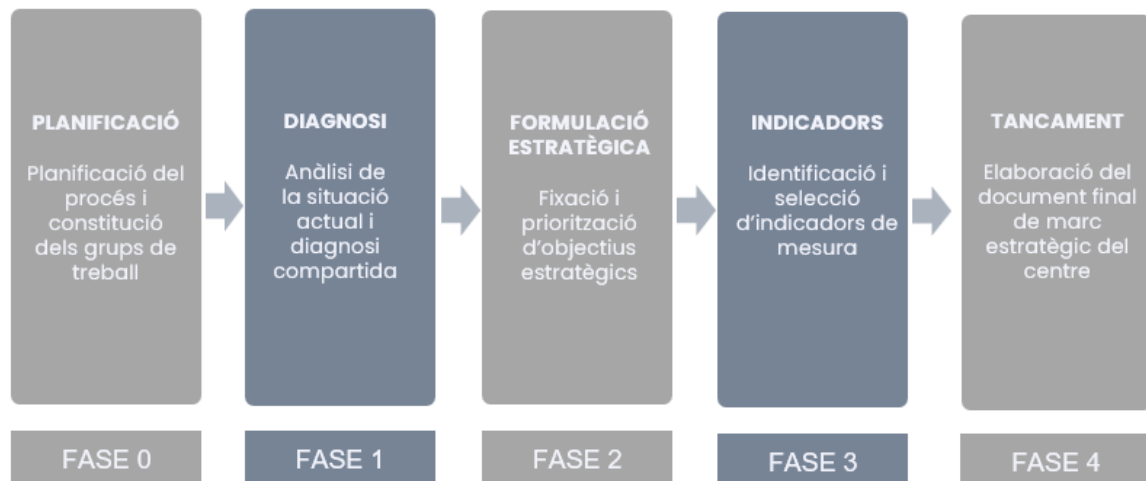 PLANIFICACIÓ
Planificació del
procés i
constitució
dels grups de
treball
DIAGNOSI
Anàlisi de
la situació
actual i
diagnosi
compartida
FORMULACIÓ
ESTRATÈGICA
Fixació i
priorització
d'objectius
estratègics
INDICADORS
Identificació i
selecció
d'indicadors de
mesura
TANCAMENT
Elaboració del
document final
de marc
estratègic del
centre
FASE 0
FASE 1
FASE 2
FASE 3
FASE 4